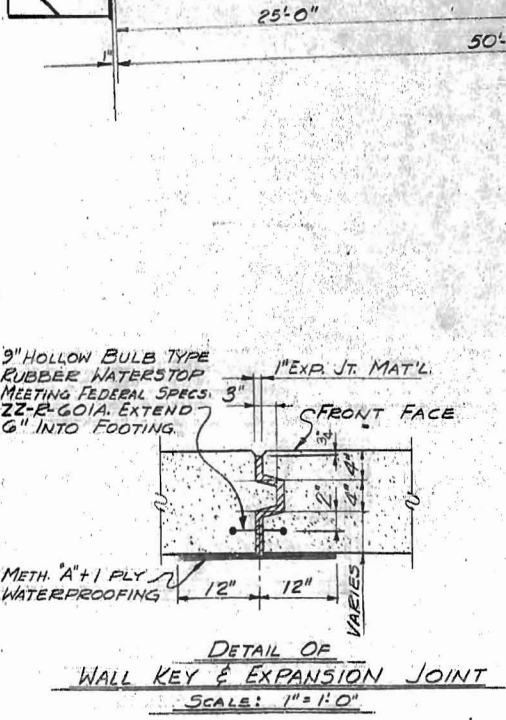 25'-0"
50'-
1"
9" HOLLOW BULB TYPE
RUBBER WATERSTOP
MEETING FEDERAL SPECS.
ZZ-R-601A. EXTEND
6" INTO FOOTING.
1" EXP. JT. MAT'L.
3"
FRONT FACE
3/4"
4"
4"
2"
METH. "A" + 1 PLY
WATERPROOFING
12"
12"
VARIES
DETAIL OF
WALL KEY & EXPANSION JOINT
SCALE: 1" = 1'-0"